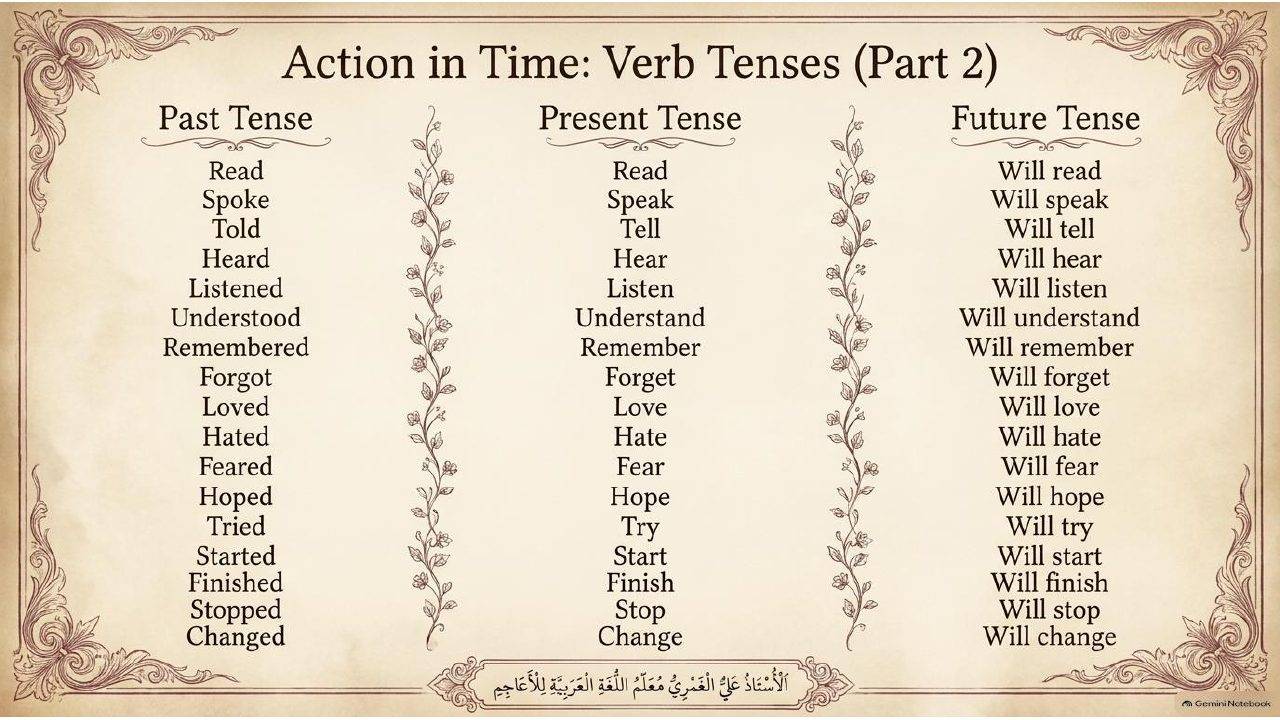 Action in Time: Verb Tenses (Part 2)
Past Tense Present Tense Future Tense
Read Read Will read
Spoke Speak Will speak
Told Tell Will tell
Heard Hear Will hear
Listened Listen Will listen
Understood Understand Will understand
Remembered Remember Will remember
Forgot Forget Will forget
Loved Love Will love
Hated Hate Will hate
Feared Fear Will fear
Hoped Hope Will hope
Tried Try Will try
Started Start Will start
Finished Finish Will finish
Stopped Stop Will stop
Changed Change Will change
اَلْأُسْتَاذُ عَلِيُّ الْغَمْرِيُّ مُعَلِّمُ اللُّغَةِ الْعَرَبِيَّةِ لِلْأَعَاجِمِ
Gemini Notebook